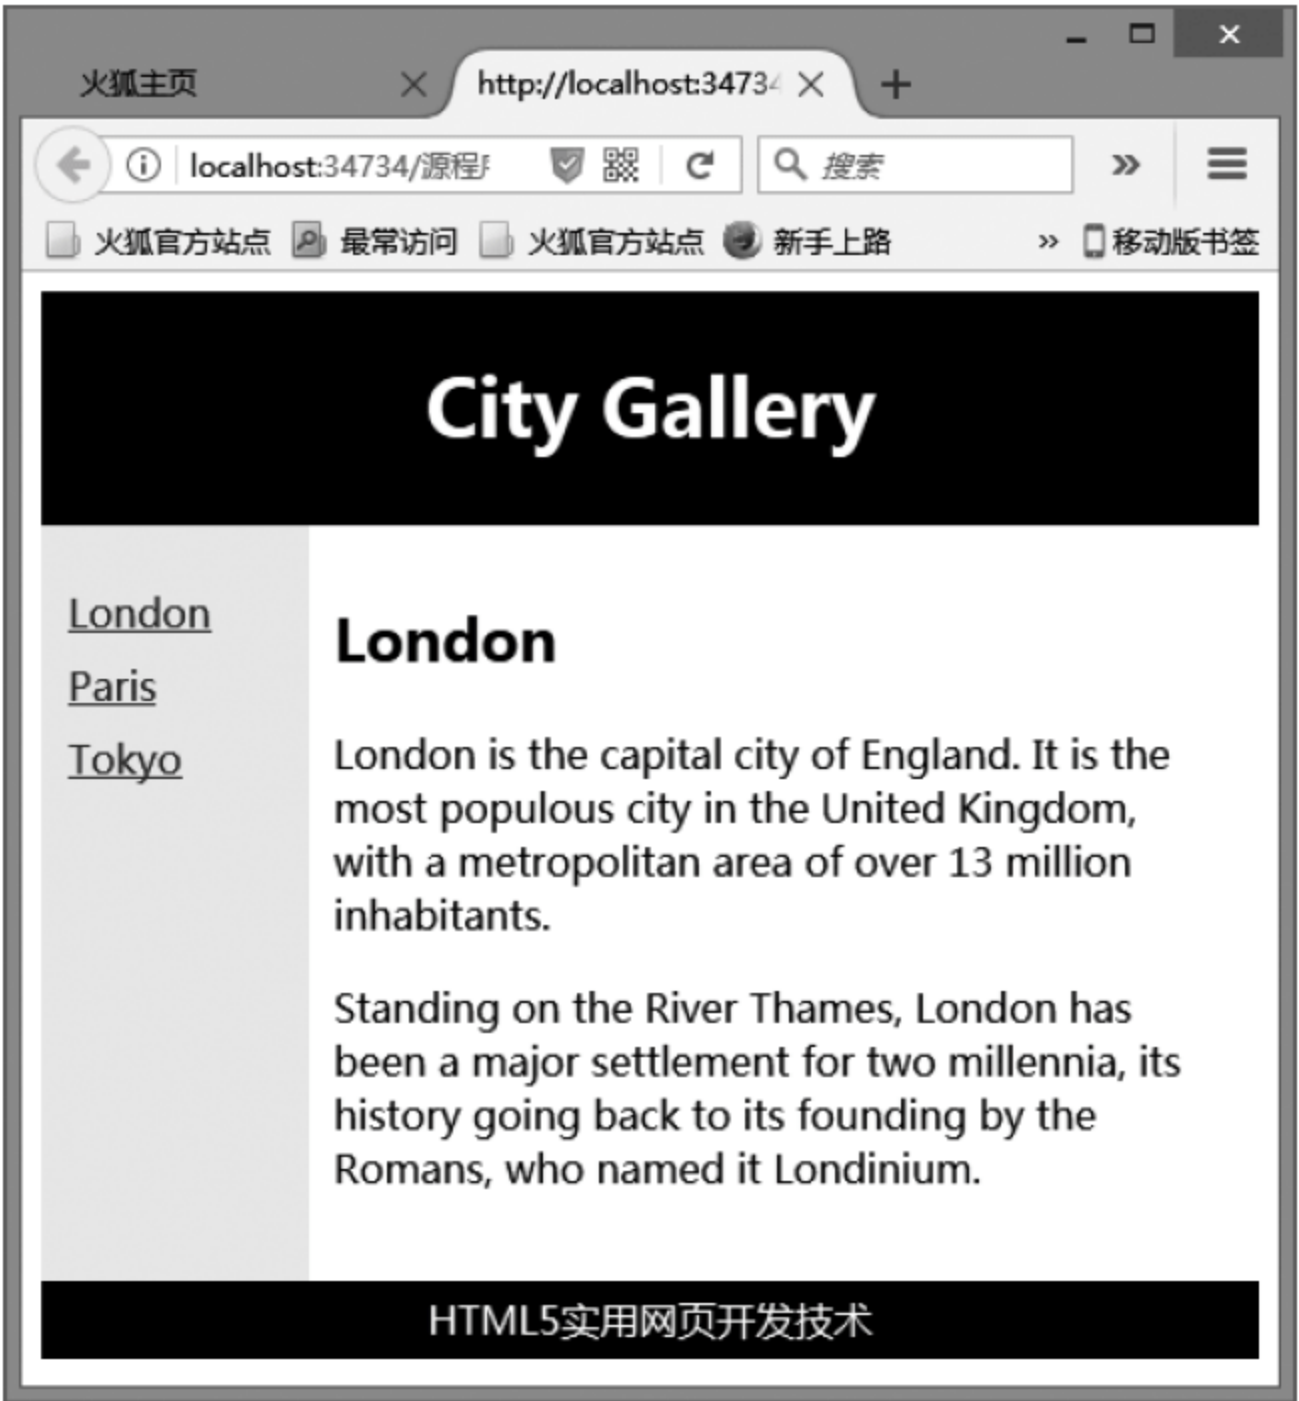 火狐主页
http://localhost:34734
localhost:34734/源程
搜索
火狐官方站点 最常访问 火狐官方站点 新手上路 移动版书签
City Gallery
London
Paris
Tokyo
London
London is the capital city of England. It is the
most populous city in the United Kingdom,
with a metropolitan area of over 13 million
inhabitants.
Standing on the River Thames, London has
been a major settlement for two millennia, its
history going back to its founding by the
Romans, who named it Londinium.
HTML5实用网页开发技术